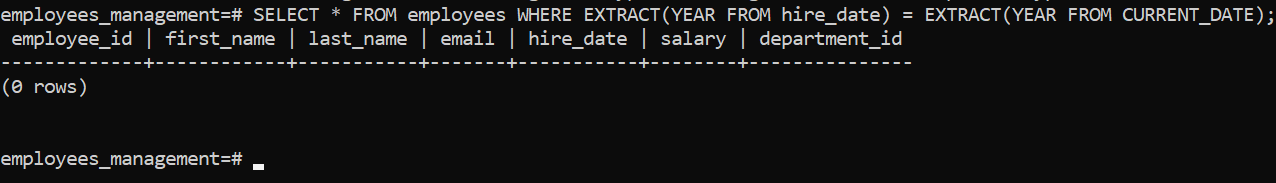 employees_management=# SELECT * FROM employees WHERE EXTRACT(YEAR FROM hire_date) = EXTRACT(YEAR FROM CURRENT_DATE);
 employee_id | first_name | last_name | email | hire_date | salary | department_id
-------------+------------+-----------+-------+-----------+--------+---------------
(0 rows)
employees_management=#